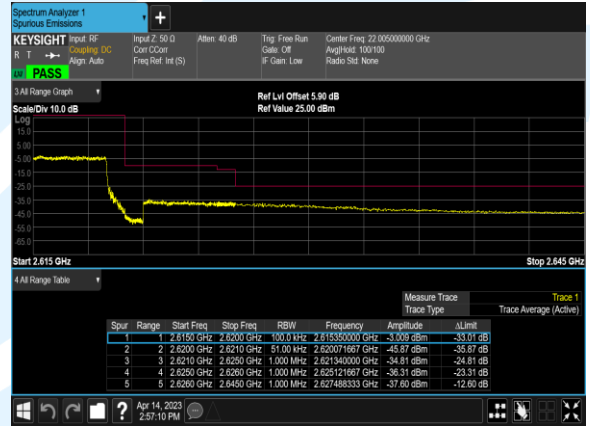 Spectrum Analyzer 1
Spurious Emissions
KEYSIGHT Input: RF Input Z: 50 Ω Atten: 40 dB Trig: Free Run Center Freq: 22.005000000 GHz
R T Coupling: DC Corr CCorr Gate: Off Avg|Hold: 100/100
Align: Auto Freq Ref: Int (S) IF Gain: Low Radio Std: None
PASS
3 All Range Graph
Ref Lvl Offset 5.90 dB
Scale/Div 10.0 dB Ref Value 25.00 dBm
Log
15.0
5.00
-5.00
-15.0
-25.0
-35.0
-45.0
-55.0
-65.0
Start 2.615 GHz Stop 2.645 GHz
4 All Range Table
Measure Trace Trace 1
Trace Type Trace Average (Active)
Spur Range Start Freq Stop Freq RBW Frequency Amplitude ΔLimit
1 1 2.6150 GHz 2.6200 GHz 100.0 kHz 2.615350000 GHz -3.009 dBm -33.01 dB
2 2 2.6200 GHz 2.6210 GHz 51.00 kHz 2.620071667 GHz -45.87 dBm -35.87 dB
3 3 2.6210 GHz 2.6250 GHz 1.000 MHz 2.621340000 GHz -34.81 dBm -24.81 dB
4 4 2.6250 GHz 2.6260 GHz 1.000 MHz 2.625121667 GHz -36.31 dBm -23.31 dB
5 5 2.6260 GHz 2.6450 GHz 1.000 MHz 2.627488333 GHz -37.60 dBm -12.60 dB
? Apr 14, 2023
2:57:10 PM